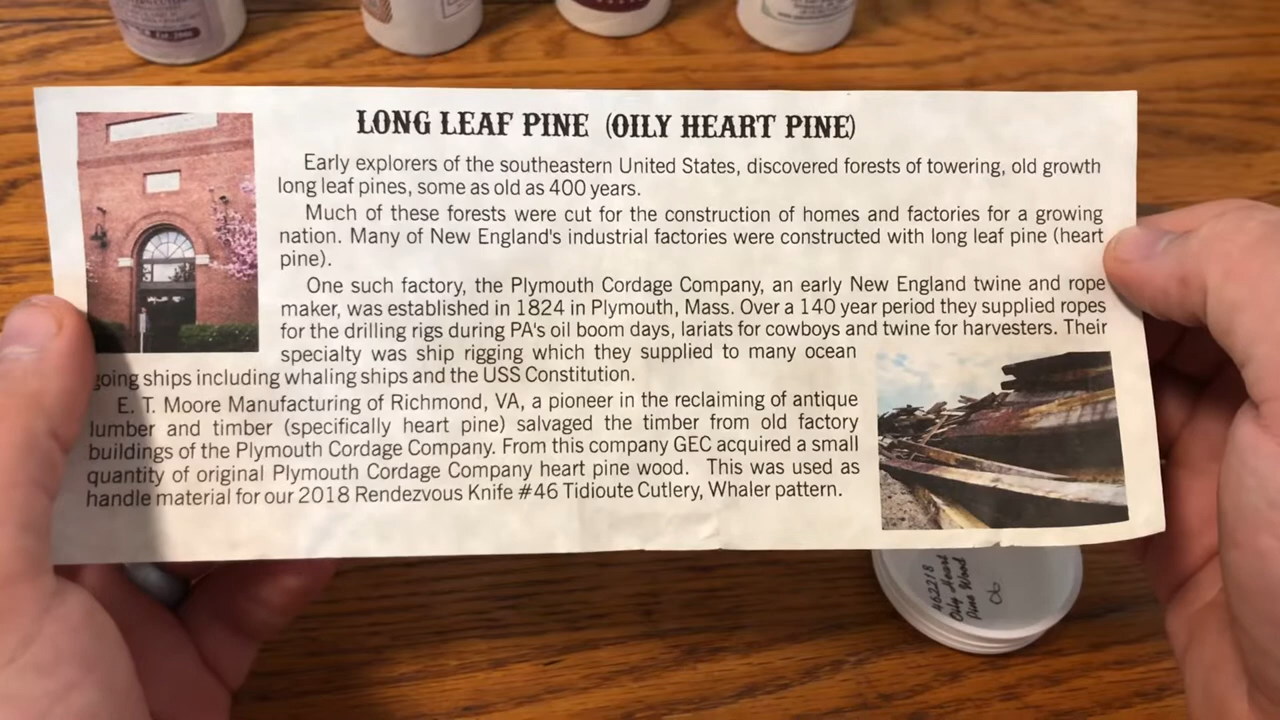 Est. 2006
LONG LEAF PINE (OILY HEART PINE)
Early explorers of the southeastern United States, discovered forests of towering, old growth
long leaf pines, some as old as 400 years.
Much of these forests were cut for the construction of homes and factories for a growing
nation. Many of New England's industrial factories were constructed with long leaf pine (heart
pine).
One such factory, the Plymouth Cordage Company, an early New England twine and rope
maker, was established in 1824 in Plymouth, Mass. Over a 140 year period they supplied ropes
for the drilling rigs during PA's oil boom days, lariats for cowboys and twine for harvesters. Their
specialty was ship rigging which they supplied to many ocean
going ships including whaling ships and the USS Constitution.
E. T. Moore Manufacturing of Richmond, VA, a pioneer in the reclaiming of antique
lumber and timber (specifically heart pine) salvaged the timber from old factory
buildings of the Plymouth Cordage Company. From this company GEC acquired a small
quantity of original Plymouth Cordage Company heart pine wood. This was used as
handle material for our 2018 Rendezvous Knife #46 Tidioute Cutlery, Whaler pattern.
462218
Oily Heart
Pine Wood
06